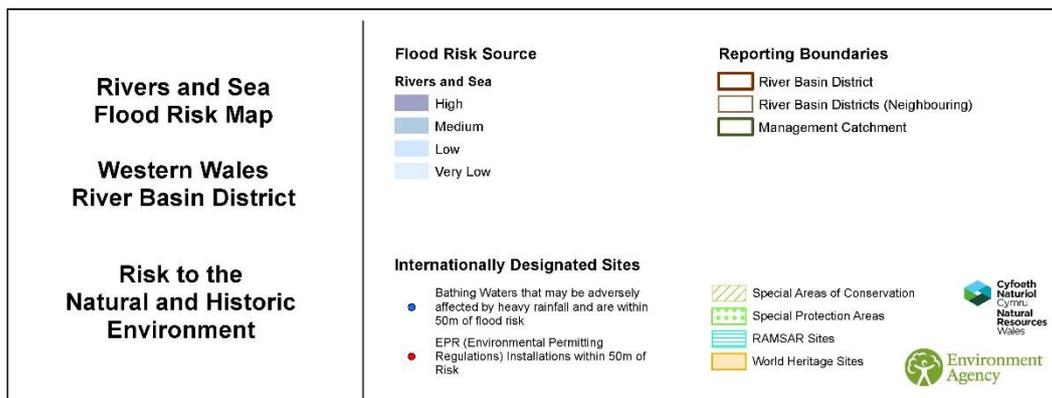 Rivers and Sea
Flood Risk Map
Western Wales
River Basin District
Risk to the
Natural and Historic
Environment
Flood Risk Source
Rivers and Sea
High
Medium
Low
Very Low
Reporting Boundaries
River Basin District
River Basin Districts (Neighbouring)
Management Catchment
Internationally Designated Sites
Bathing Waters that may be adversely
affected by heavy rainfall and are within
50m of flood risk
EPR (Environmental Permitting
Regulations) Installations within 50m of
Risk
Special Areas of Conservation
Special Protection Areas
RAMSAR Sites
World Heritage Sites
Cyfoeth
Naturiol
Cymru
Natural
Resources
Wales
Environment
Agency